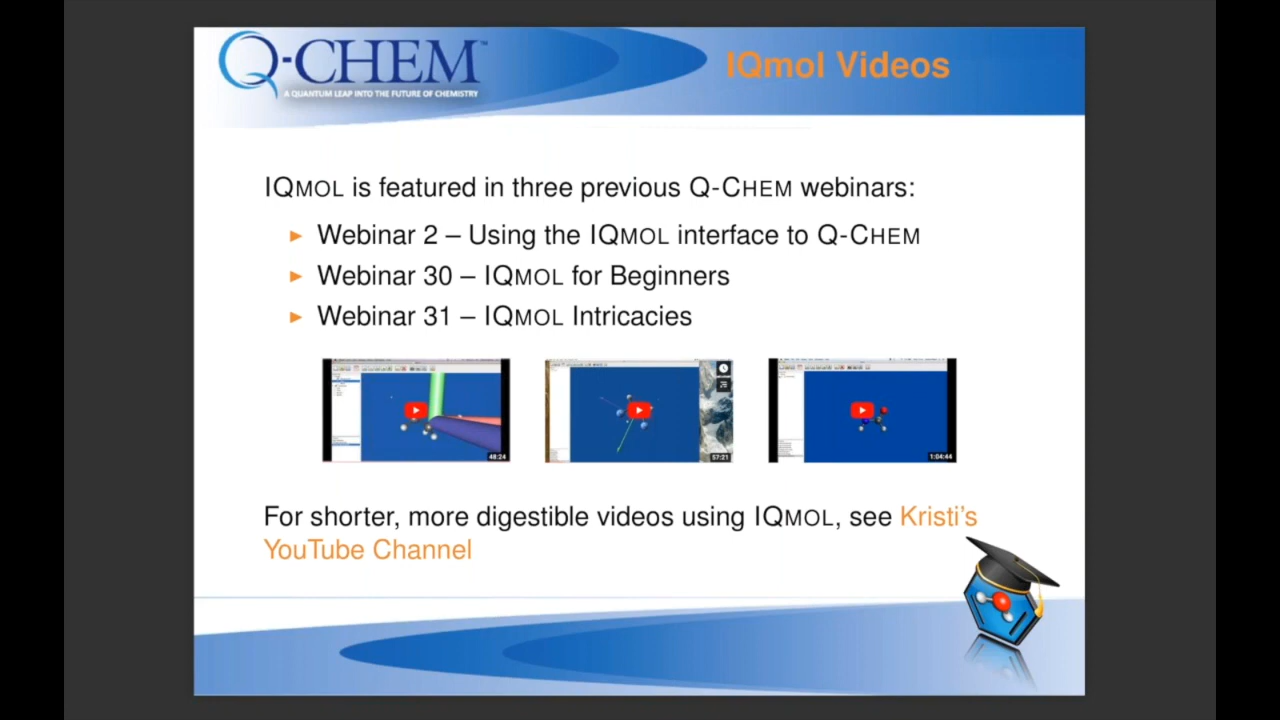 Q-CHEM™
A QUANTUM LEAP INTO THE FUTURE OF CHEMISTRY
IQmol Videos
IQMOL is featured in three previous Q-CHEM webinars:
Webinar 2 – Using the IQMOL interface to Q-CHEM
Webinar 30 – IQMOL for Beginners
Webinar 31 – IQMOL Intricacies
48:24
57:21
1:04:44
For shorter, more digestible videos using IQMOL, see Kristi's
YouTube Channel